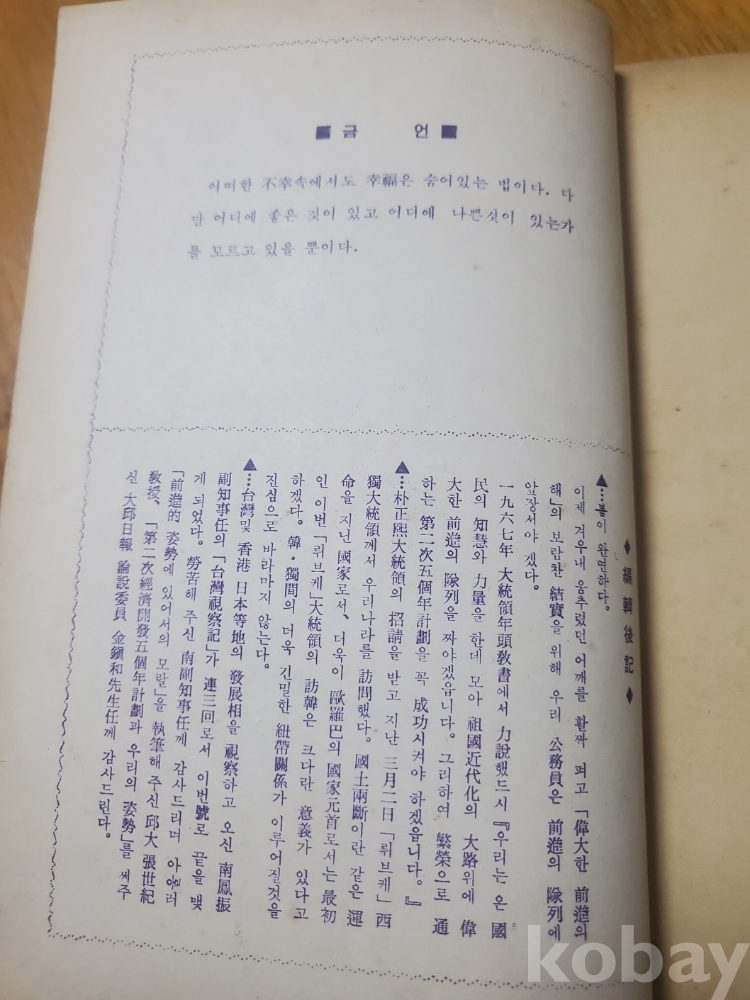 ■ 금 언 ■
어떠한 不幸속에서도 幸福은 숨어있는 법이다. 다
만 어디에 좋은 것이 있고 어디에 나쁜것이 있는가
를 모르고 있을 뿐이다.
◆ 編輯後記 ◆
▲…봄이 완연하다.
이제 겨우내 움추렸던 어깨를 활짝 펴고 「偉大한 前進의
해」의 보람찬 結實을 위해 우리 公務員은 前進의 隊列에
앞장서야 겠다.
一九六七年 大統領年頭敎書에서 力說했드시 『우리는 온 國
民의 知慧와 力量을 한데 모아 祖國近代化의 大路위에 偉
大한 前進의 隊列을 짜야겠읍니다. 그리하여 繁榮으로 通
하는 第二次五個年計劃을 꼭 成功시켜야 하겠읍니다.』
▲…朴正熙大統領의 招請을 받고 지난 三月二日 「뤼브케」 西
獨大統領께서 우리나라를 訪問했다. 國土兩斷이란 같은 運
命을 지닌 國家로서、더욱이 歐羅巴의 國家元首로서는 最初
인 이번 「뤼브케」大統領의 訪韓은 크다란 意義가 있다고
하겠다. 韓・獨間의 더욱 긴밀한 紐帶關係가 이루어질것을
진심으로 바라마지 않는다.
▲…台灣및 香港 日本等地의 發展相을 視察하고 오신 南鳳振
副知事任의 「台灣視察記」가 連三回로서 이번號로 끝을 맺
게 되었다. 勞苦해 주신 南副知事任께 감사드리며 아울러
「前進的 姿勢에 있어서의 모랄」을 執筆해 주신 邱大 張世紀
敎授、「第二次經濟開發五個年計劃과 우리의 姿勢」를 써주
신 大邱日報 論說委員 金鎭和先生任께 감사드린다.
kobay